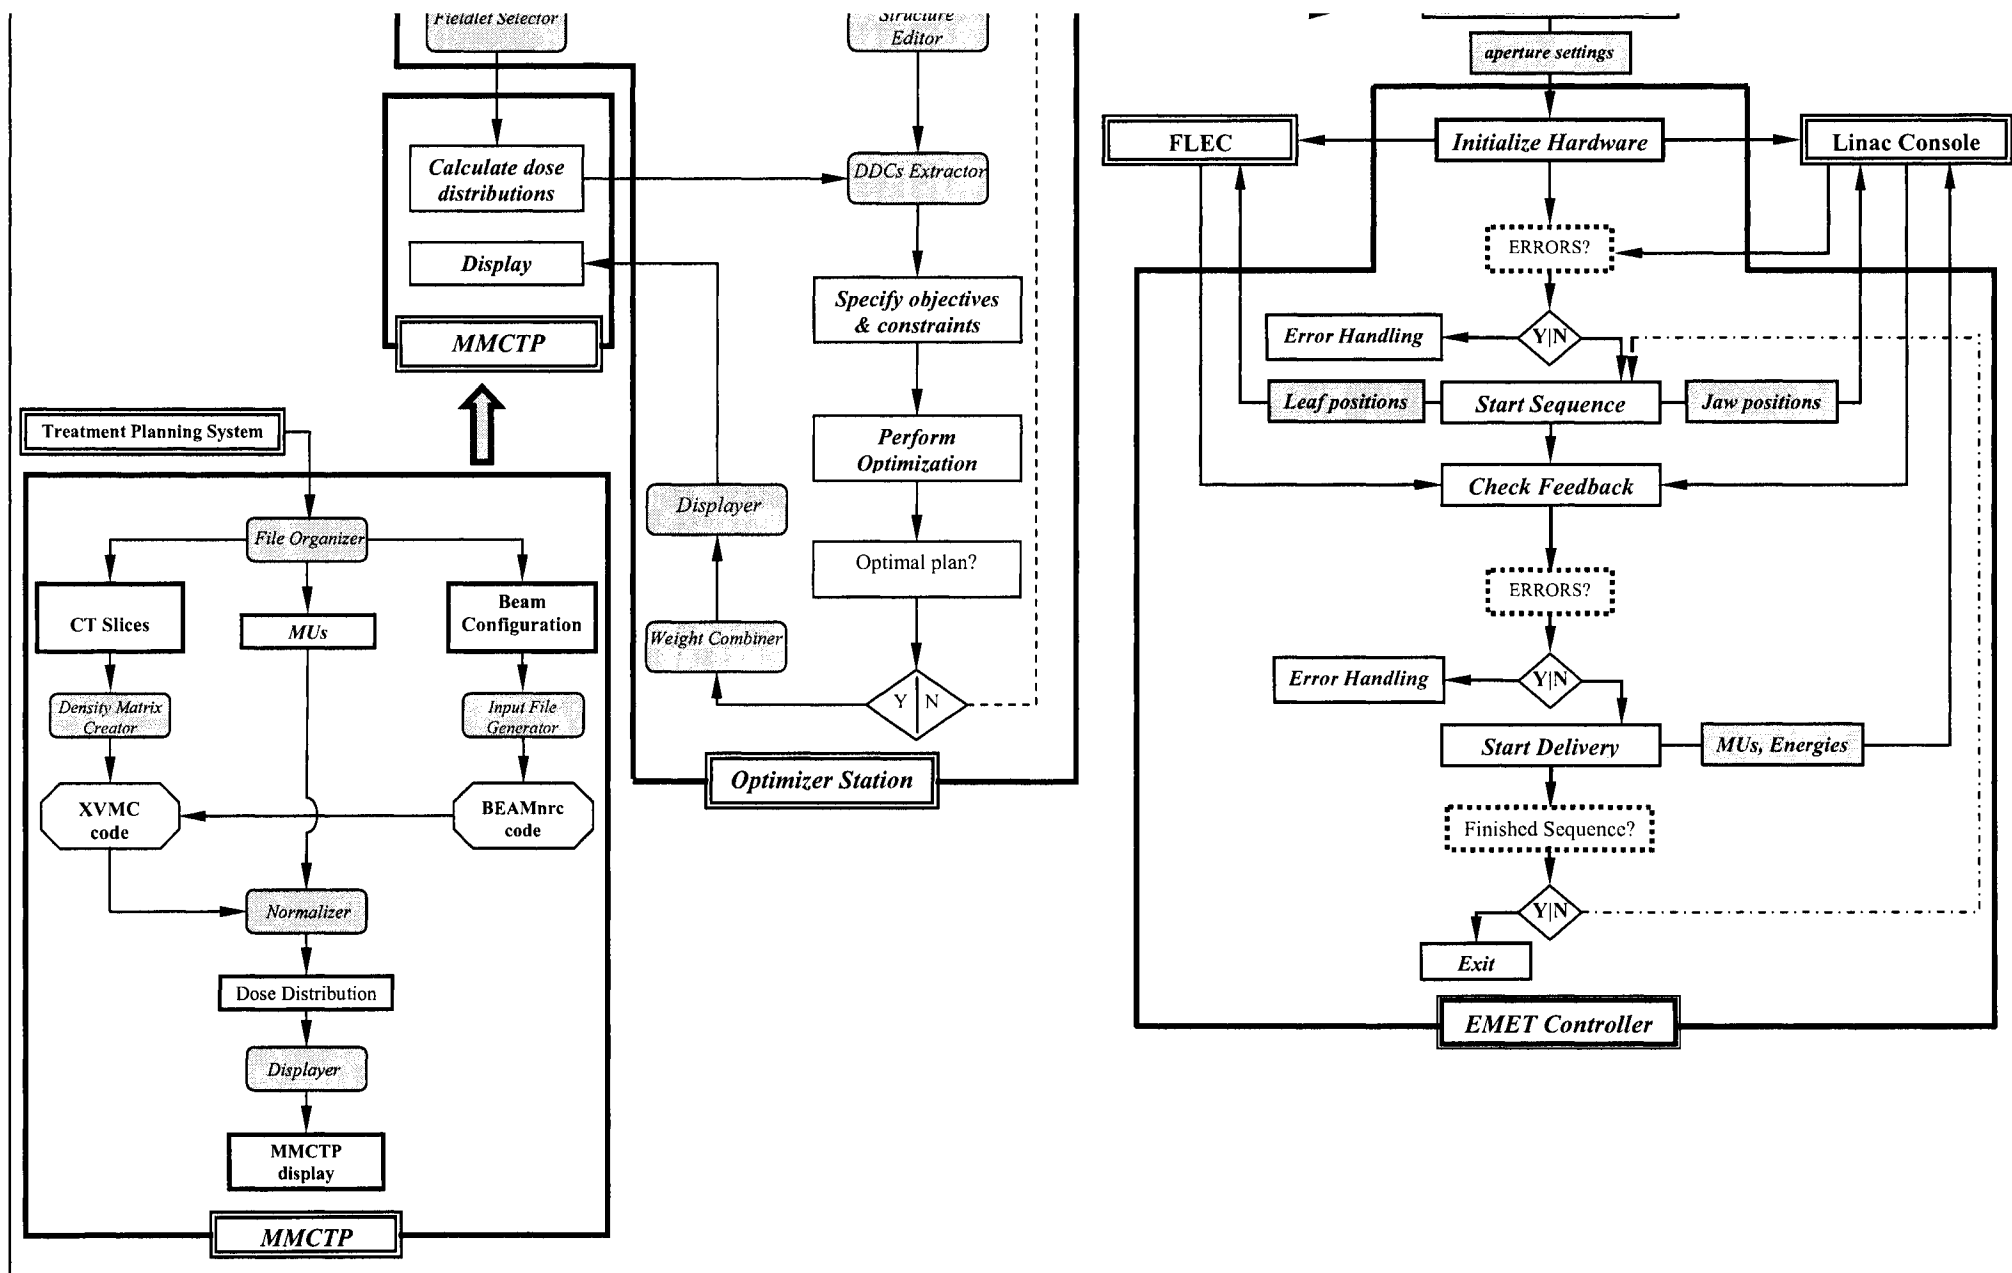 Fieldlet Selector
Structure
Editor
Calculate dose
distributions
DDCs Extractor
Display
Specify objectives
& constraints
MMCTP
Perform
Optimization
Displayer
Optimal plan?
Weight Combiner
Y N
Optimizer Station
Treatment Planning System
File Organizer
CT Slices
MUs
Beam
Configuration
Density Matrix
Creator
Input File
Generator
XVMC
code
BEAMnrc
code
Normalizer
Dose Distribution
Displayer
MMCTP
display
MMCTP
aperture settings
FLEC
Initialize Hardware
Linac Console
ERRORS?
Error Handling
Y|N
Leaf positions
Start Sequence
Jaw positions
Check Feedback
ERRORS?
Error Handling
Y|N
Start Delivery
MUs, Energies
Finished Sequence?
Y|N
Exit
EMET Controller